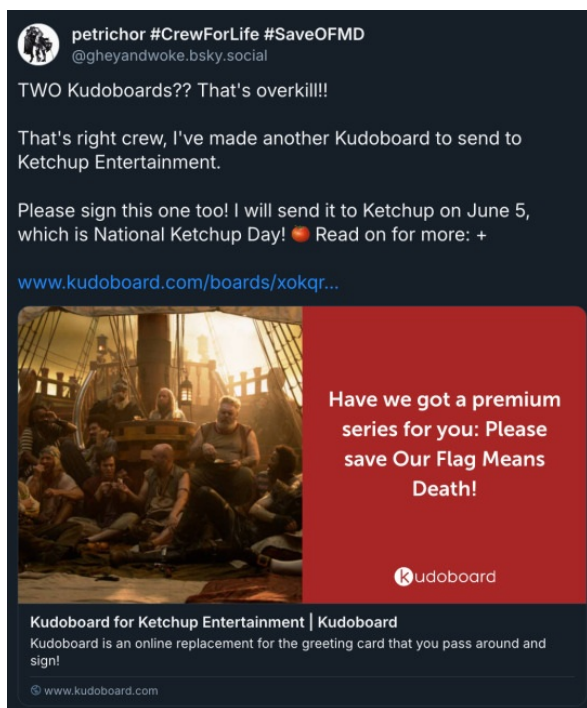 petrichor #CrewForLife #SaveOFMD
@gheyandwoke.bsky.social
TWO Kudoboards?? That's overkill!!
That's right crew, I've made another Kudoboard to send to
Ketchup Entertainment.
Please sign this one too! I will send it to Ketchup on June 5,
which is National Ketchup Day! 🍅 Read on for more: +
www.kudoboard.com/boards/xokqr...
Have we got a premium
series for you: Please
save Our Flag Means
Death!
kudoboard
Kudoboard for Ketchup Entertainment | Kudoboard
Kudoboard is an online replacement for the greeting card that you pass around and
sign!
www.kudoboard.com